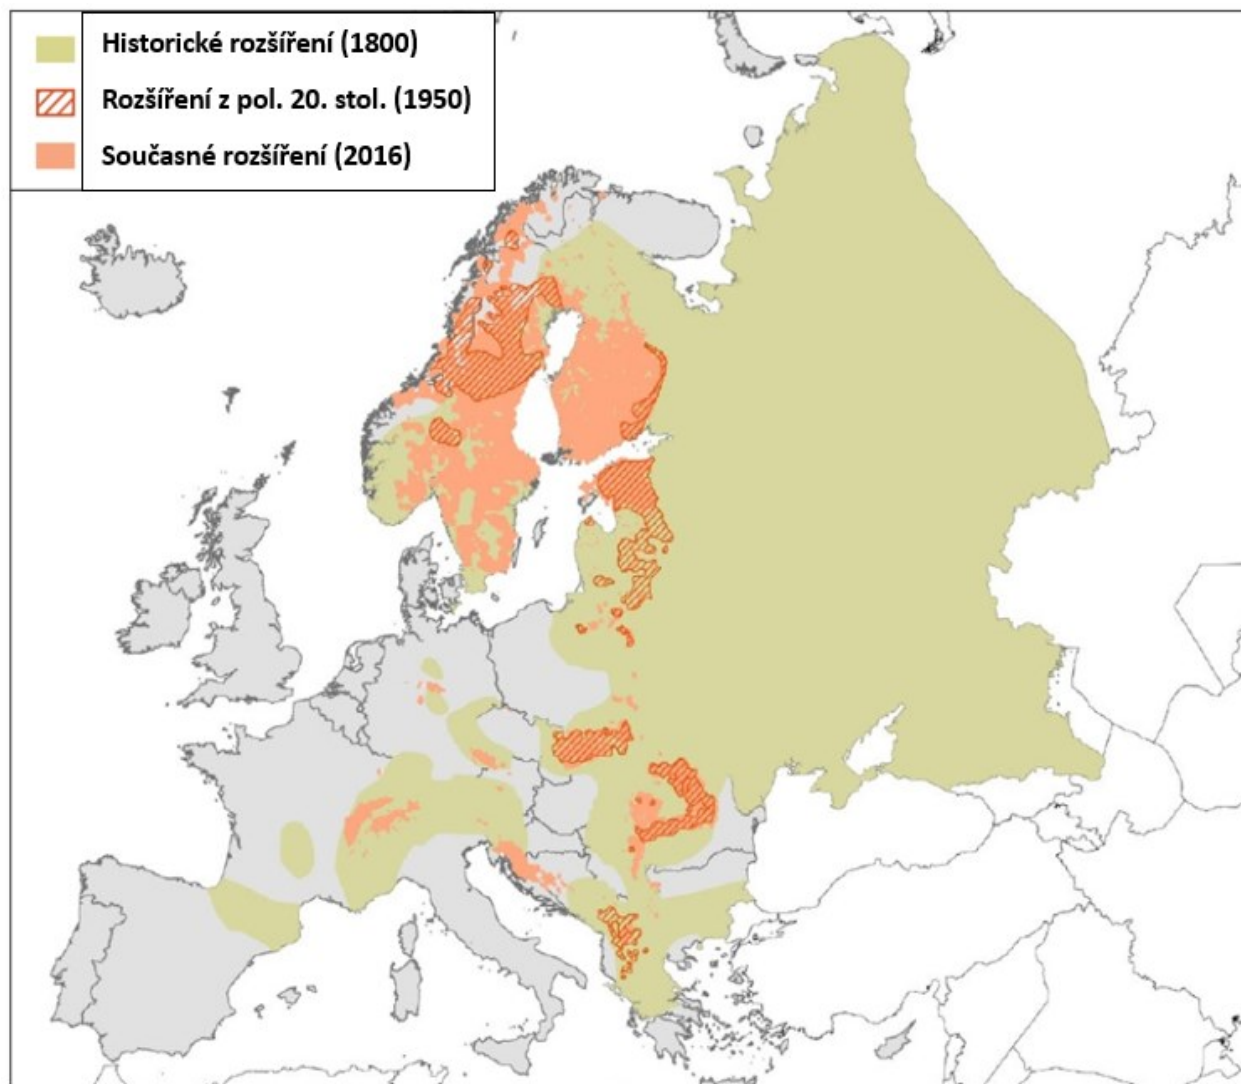 Historické rozšíření (1800)
Rozšíření z pol. 20. stol. (1950)
Současné rozšíření (2016)